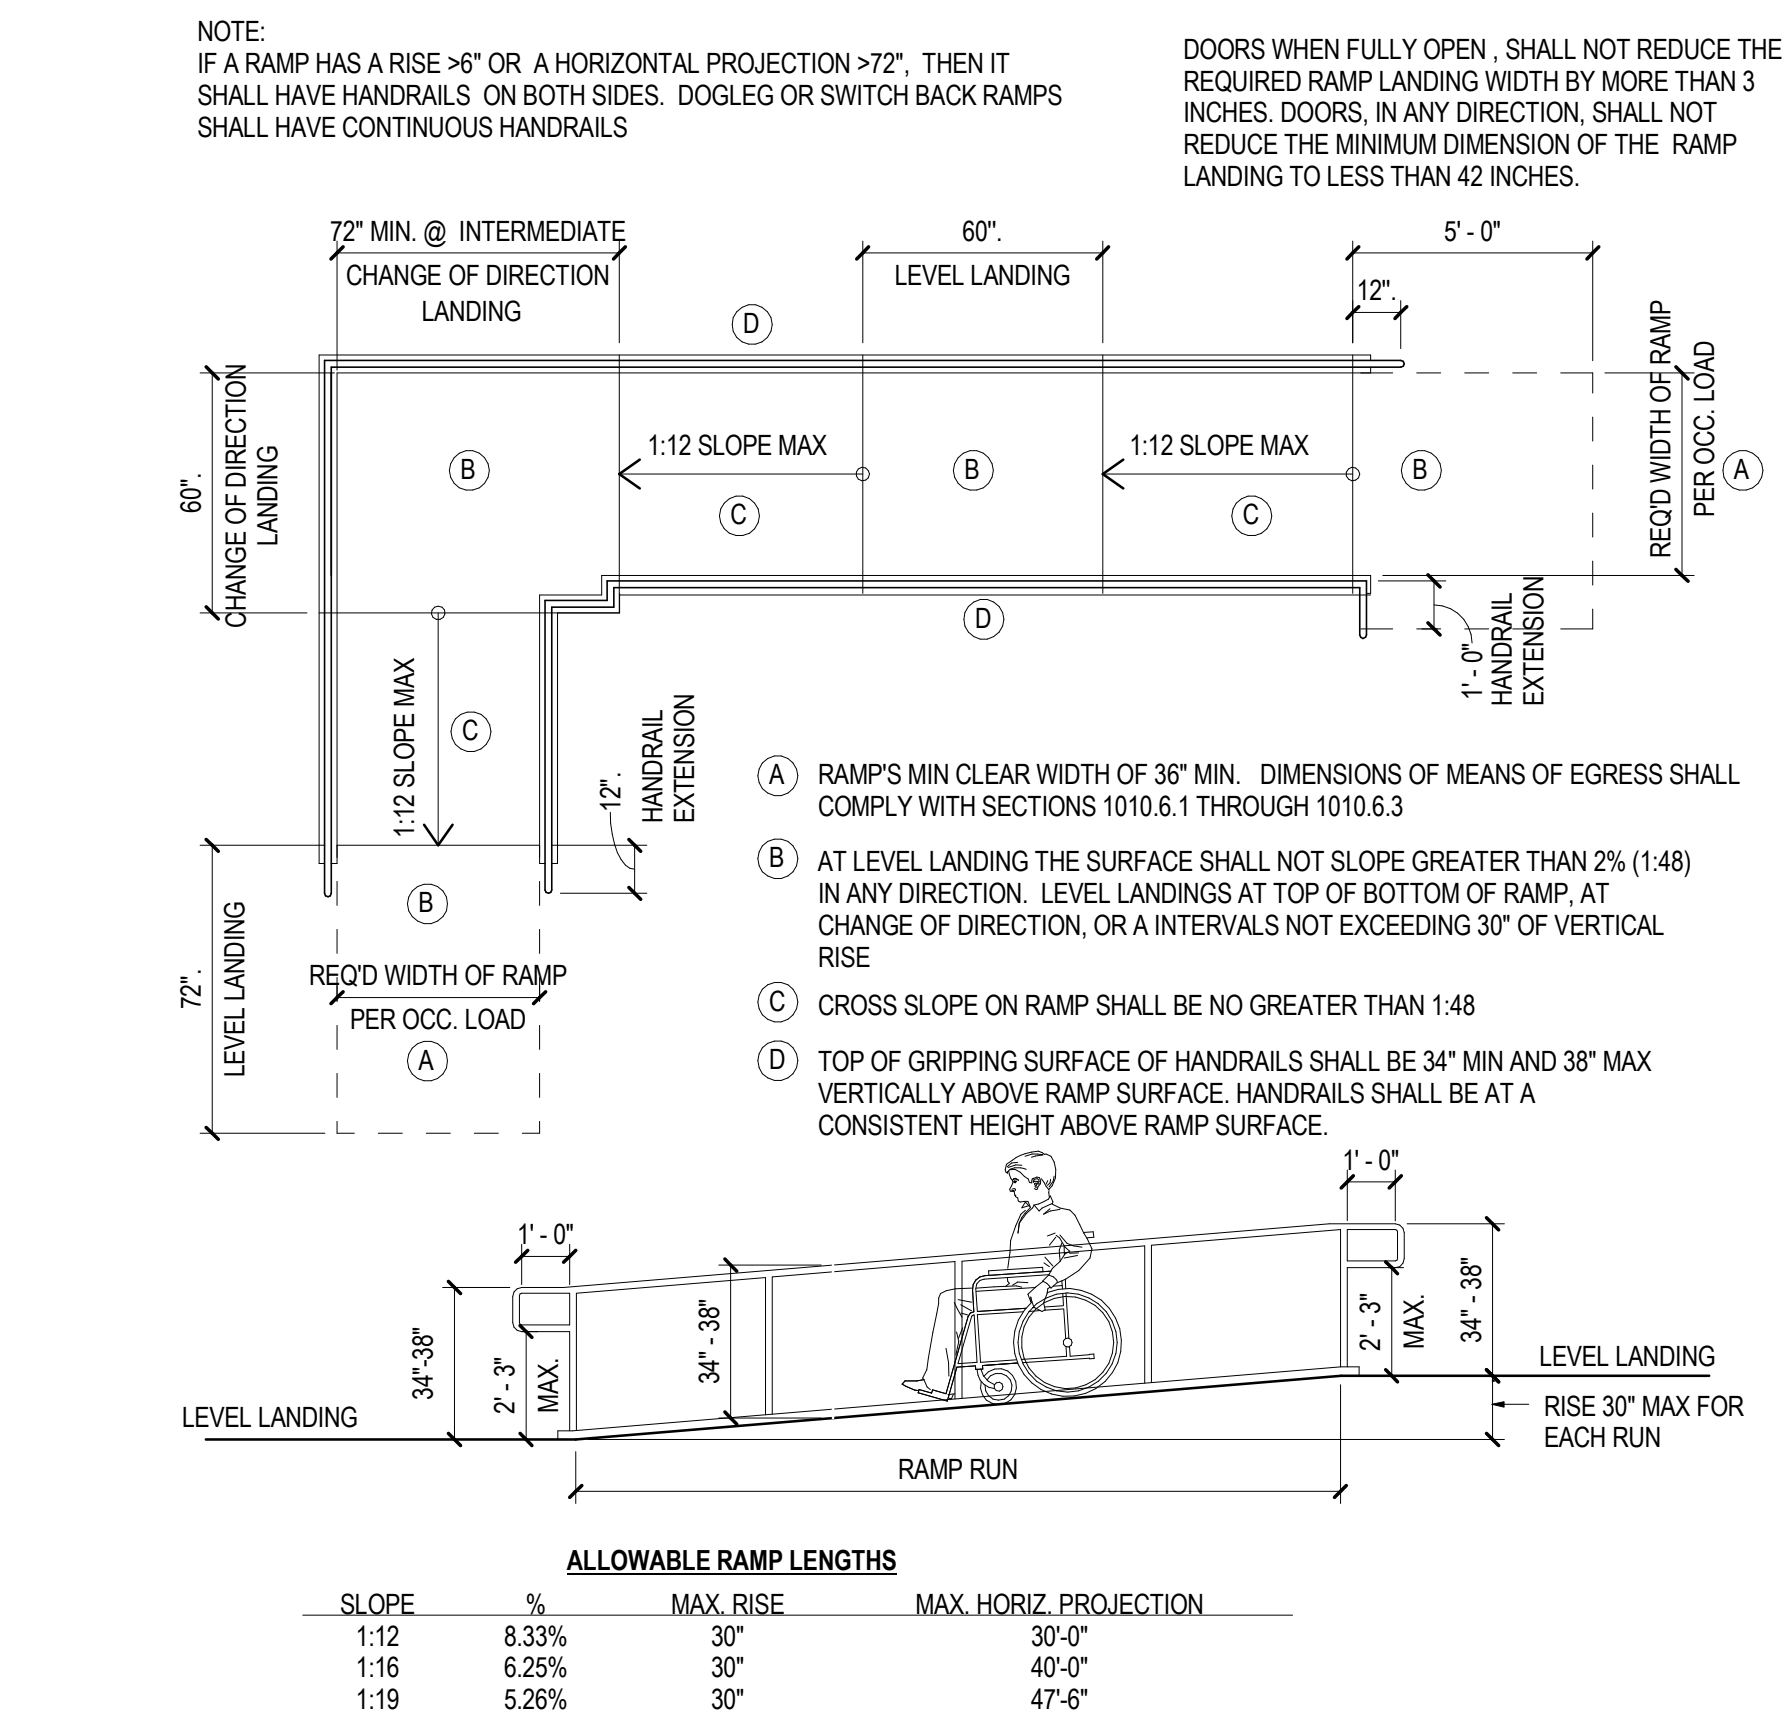 NOTE:
IF A RAMP HAS A RISE >6" OR A HORIZONTAL PROJECTION >72", THEN IT
SHALL HAVE HANDRAILS ON BOTH SIDES. DOGLEG OR SWITCH BACK RAMPS
SHALL HAVE CONTINUOUS HANDRAILS
DOORS WHEN FULLY OPEN , SHALL NOT REDUCE THE
REQUIRED RAMP LANDING WIDTH BY MORE THAN 3
INCHES. DOORS, IN ANY DIRECTION, SHALL NOT
REDUCE THE MINIMUM DIMENSION OF THE RAMP
LANDING TO LESS THAN 42 INCHES.
72" MIN. @ INTERMEDIATE
CHANGE OF DIRECTION
LANDING
60".
LEVEL LANDING
5' - 0"
12".
D
60".
CHANGE OF DIRECTION
LANDING
B
1:12 SLOPE MAX
C
B
1:12 SLOPE MAX
C
B
REQ'D WIDTH OF RAMP
PER OCC. LOAD
A
D
1' - 0"
HANDRAIL
EXTENSION
1:12 SLOPE MAX
C
12".
HANDRAIL
EXTENSION
72".
LEVEL LANDING
B
REQ'D WIDTH OF RAMP
PER OCC. LOAD
A
A RAMP'S MIN CLEAR WIDTH OF 36" MIN. DIMENSIONS OF MEANS OF EGRESS SHALL
COMPLY WITH SECTIONS 1010.6.1 THROUGH 1010.6.3
B AT LEVEL LANDING THE SURFACE SHALL NOT SLOPE GREATER THAN 2% (1:48)
IN ANY DIRECTION. LEVEL LANDINGS AT TOP OF BOTTOM OF RAMP, AT
CHANGE OF DIRECTION, OR A INTERVALS NOT EXCEEDING 30" OF VERTICAL
RISE
C CROSS SLOPE ON RAMP SHALL BE NO GREATER THAN 1:48
D TOP OF GRIPPING SURFACE OF HANDRAILS SHALL BE 34" MIN AND 38" MAX
VERTICALLY ABOVE RAMP SURFACE. HANDRAILS SHALL BE AT A
CONSISTENT HEIGHT ABOVE RAMP SURFACE.
1' - 0"
1' - 0"
34"-38"
2' - 3"
MAX.
34" - 38"
2' - 3"
MAX.
34" - 38"
LEVEL LANDING
LEVEL LANDING
RISE 30" MAX FOR
EACH RUN
RAMP RUN
ALLOWABLE RAMP LENGTHS
SLOPE % MAX. RISE MAX. HORIZ. PROJECTION
1:12 8.33% 30" 30'-0"
1:16 6.25% 30" 40'-0"
1:19 5.26% 30" 47'-6"